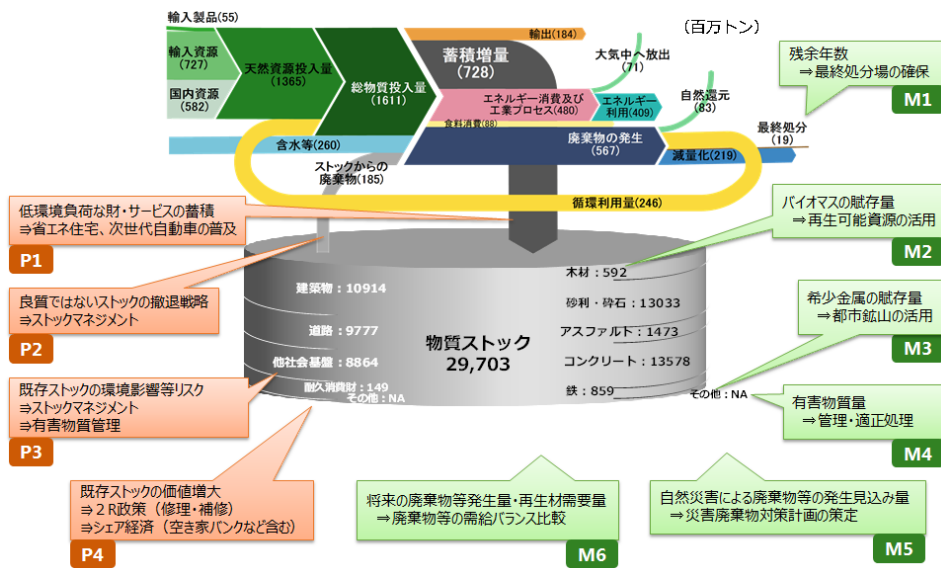 輸入製品(55)
輸入資源
(727)
国内資源
(582)
天然資源投入量
(1365)
総物質投入量
(1611)
輸出(184)
蓄積増量
(728)
(百万トン)
大気中へ放出
(71)
エネルギー消費及び
工業プロセス(480)
エネルギー
利用(409)
自然還元
(83)
食料消費(88)
廃棄物の発生
(567)
最終処分
(19)
減量化(219)
含水等(260)
ストックからの
廃棄物(185)
循環利用量(246)
残余年数
⇒最終処分場の確保
M1
低環境負荷な財・サービスの蓄積
⇒省エネ住宅、次世代自動車の普及
P1
バイオマスの賦存量
⇒再生可能資源の活用
M2
良質ではないストックの撤退戦略
⇒ストックマネジメント
P2
希少金属の賦存量
⇒都市鉱山の活用
M3
建築物：10914
道路：9777
他社会基盤：8864
耐久消費財：149
その他：NA
物質ストック
29,703
木材：592
砂利・砕石：13033
アスファルト：1473
コンクリート：13578
鉄：859
その他：NA
既存ストックの環境影響等リスク
⇒ストックマネジメント
⇒有害物質管理
P3
有害物質量
⇒管理・適正処理
M4
既存ストックの価値増大
⇒２R政策（修理・補修）
⇒シェア経済（空き家バンクなど含む）
P4
将来の廃棄物等発生量・再生材需要量
⇒廃棄物等の需給バランス比較
M6
自然災害による廃棄物等の発生見込み量
⇒災害廃棄物対策計画の策定
M5